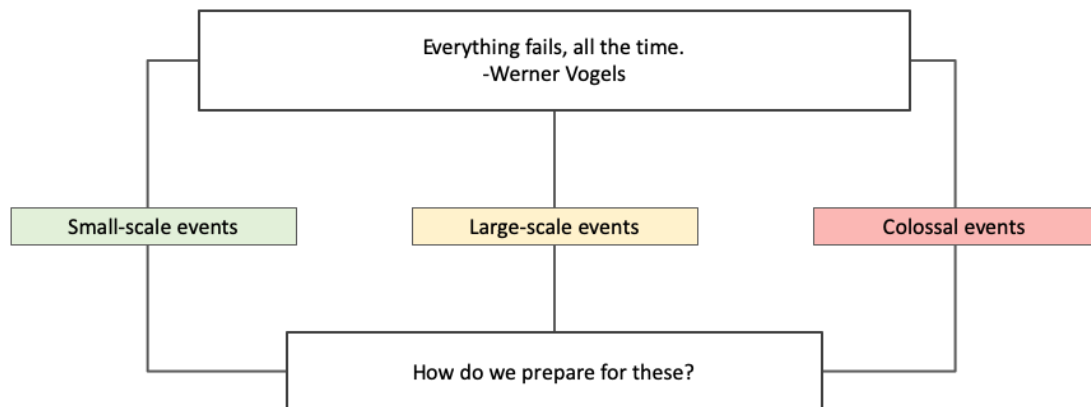 Everything fails, all the time.
-Werner Vogels
Small-scale events
Large-scale events
Colossal events
How do we prepare for these?